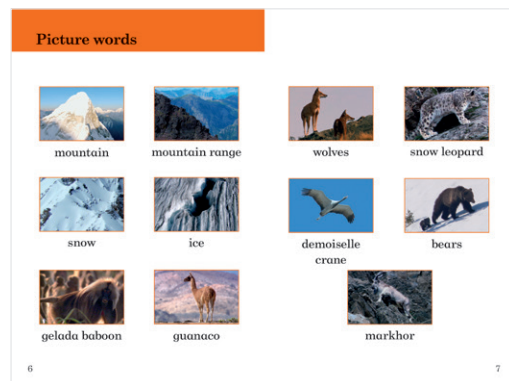 Picture words
mountain
mountain range
snow
ice
gelada baboon
guanaco
6
wolves
snow leopard
demoiselle
crane
bears
markhor
7